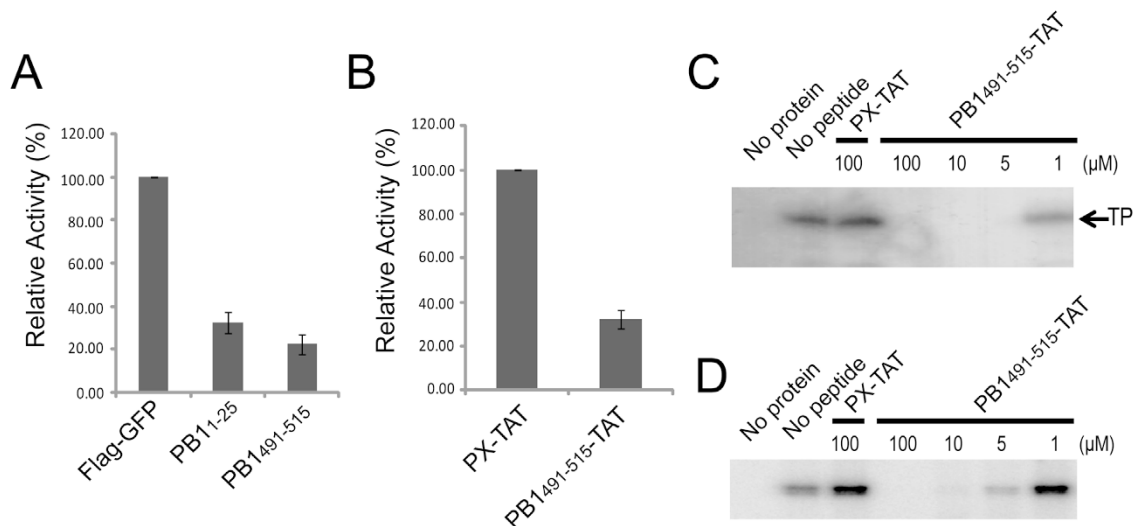 A
Relative Activity (%)
120.00
100.00
80.00
60.00
40.00
20.00
0.00
Flag-GFP
PB11-25
PB1491-515
B
Relative Activity (%)
120.00
100.00
80.00
60.00
40.00
20.00
0.00
PX-TAT
PB1491-515-TAT
C
No protein
No peptide
PX-TAT
PB1491-515-TAT
100 100 10 5 1 (μM)
TP
D
No protein
No peptide
PX-TAT
PB1491-515-TAT
100 100 10 5 1 (μM)